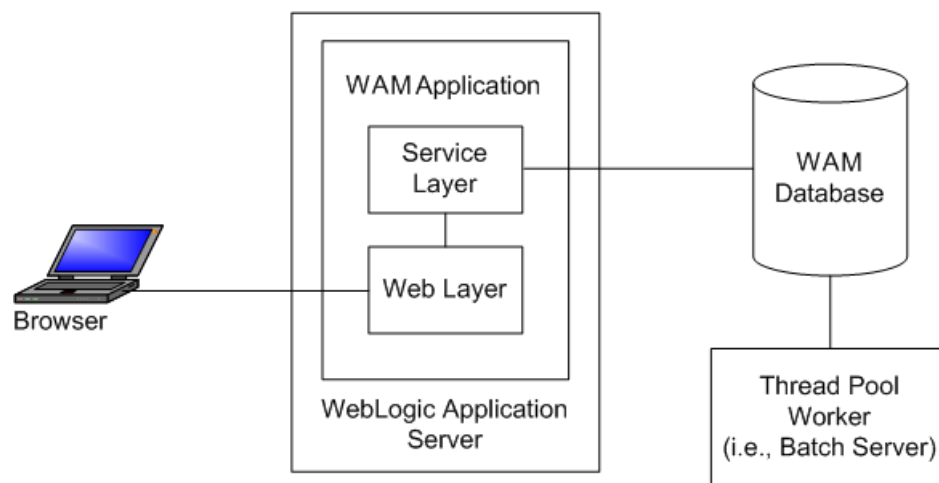 WAM Application
Service
Layer
Web Layer
WebLogic Application
Server
Browser
WAM
Database
Thread Pool
Worker
(i.e., Batch Server)